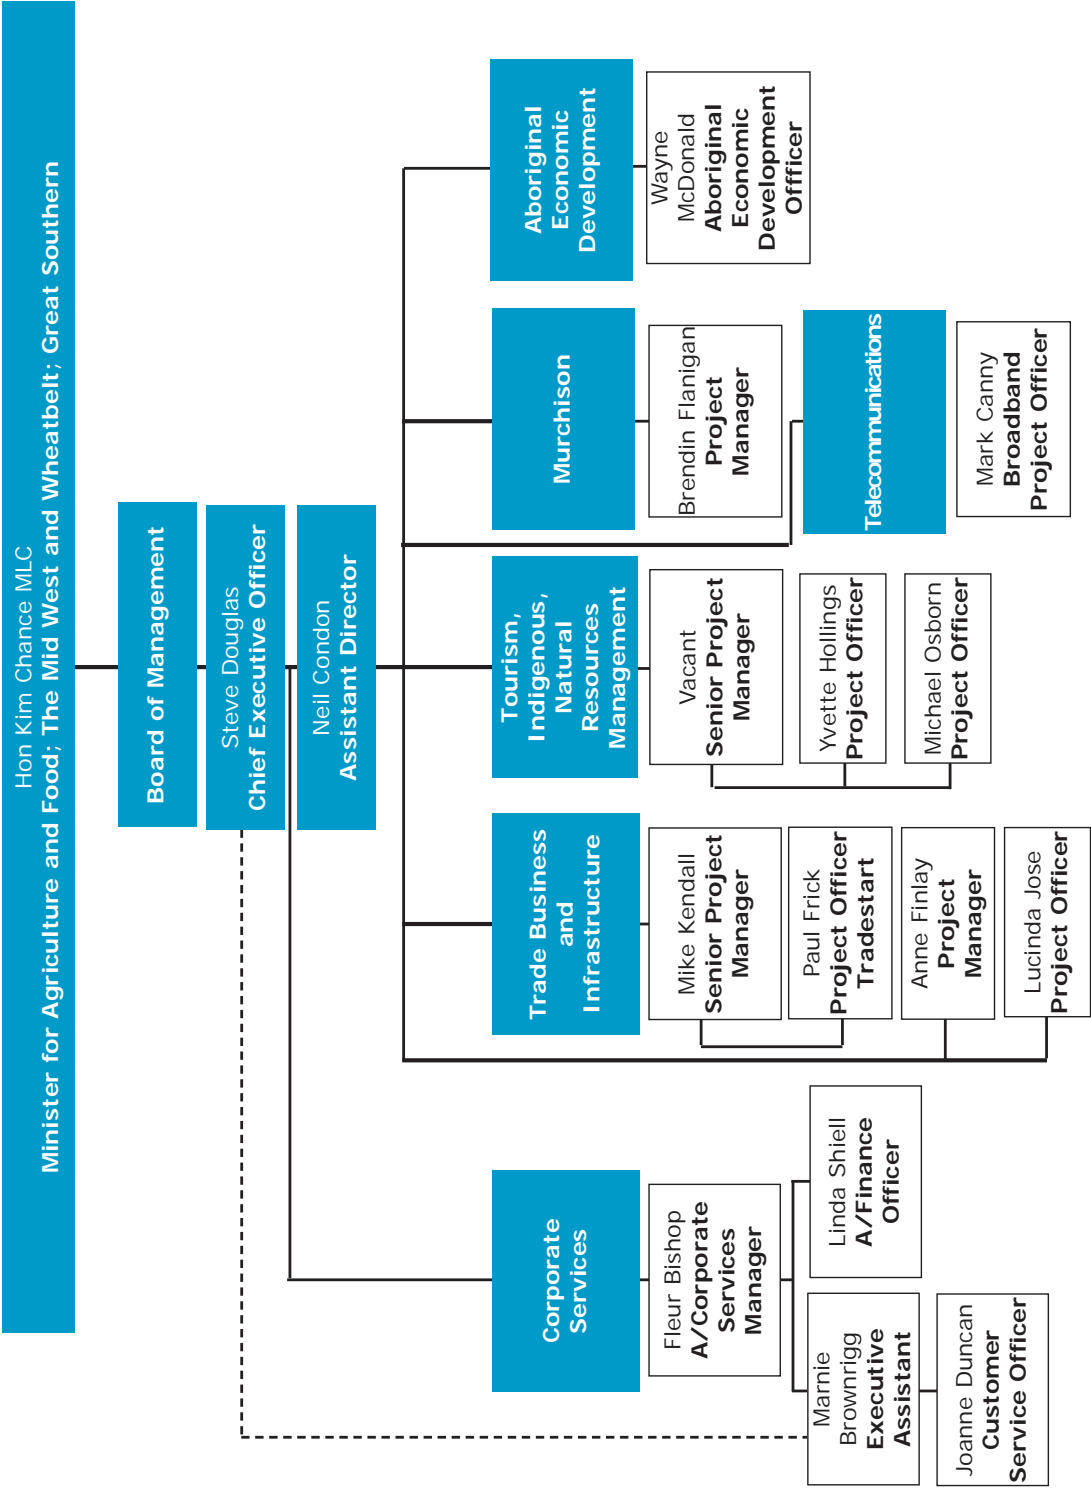 Hon Kim Chance MLC
Minister for Agriculture and Food; The Mid West and Wheatbelt; Great Southern
Board of Management
Steve Douglas
Chief Executive Officer
Neil Condon
Assistant Director
Corporate
Services
Fleur Bishop
A/Corporate
Services
Manager
Marnie
Brownrigg
Executive
Assistant
Joanne Duncan
Customer
Service Officer
Linda Shiell
A/Finance
Officer
Trade Business
and
Infrastructure
Mike Kendall
Senior Project
Manager
Paul Frick
Project Officer
Tradestart
Anne Finlay
Project
Manager
Lucinda Jose
Project Officer
Tourism,
Indigenous,
Natural
Resources
Management
Vacant
Senior Project
Manager
Yvette Hollings
Project Officer
Michael Osborn
Project Officer
Murchison
Brendin Flanigan
Project
Manager
Telecommunications
Mark Canny
Broadband
Project Officer
Aboriginal
Economic
Development
Wayne
McDonald
Aboriginal
Economic
Development
Offficer